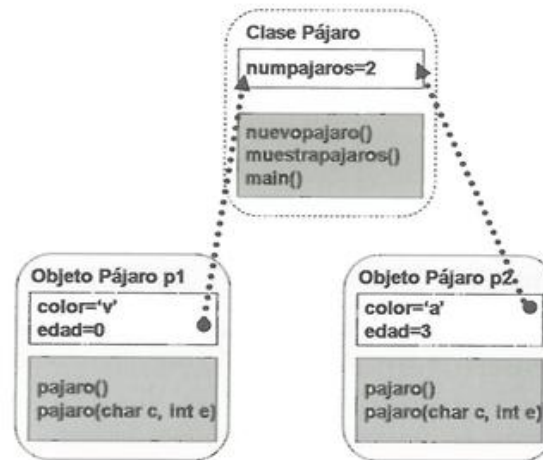 Clase Pájaro
numpajaros=2
nuevopajaro()
muestrapajaros()
main()
Objeto Pájaro p1
color='v'
edad=0
pajaro()
pajaro(char c, int e)
Objeto Pájaro p2
color='a'
edad=3
pajaro()
pajaro(char c, int e)